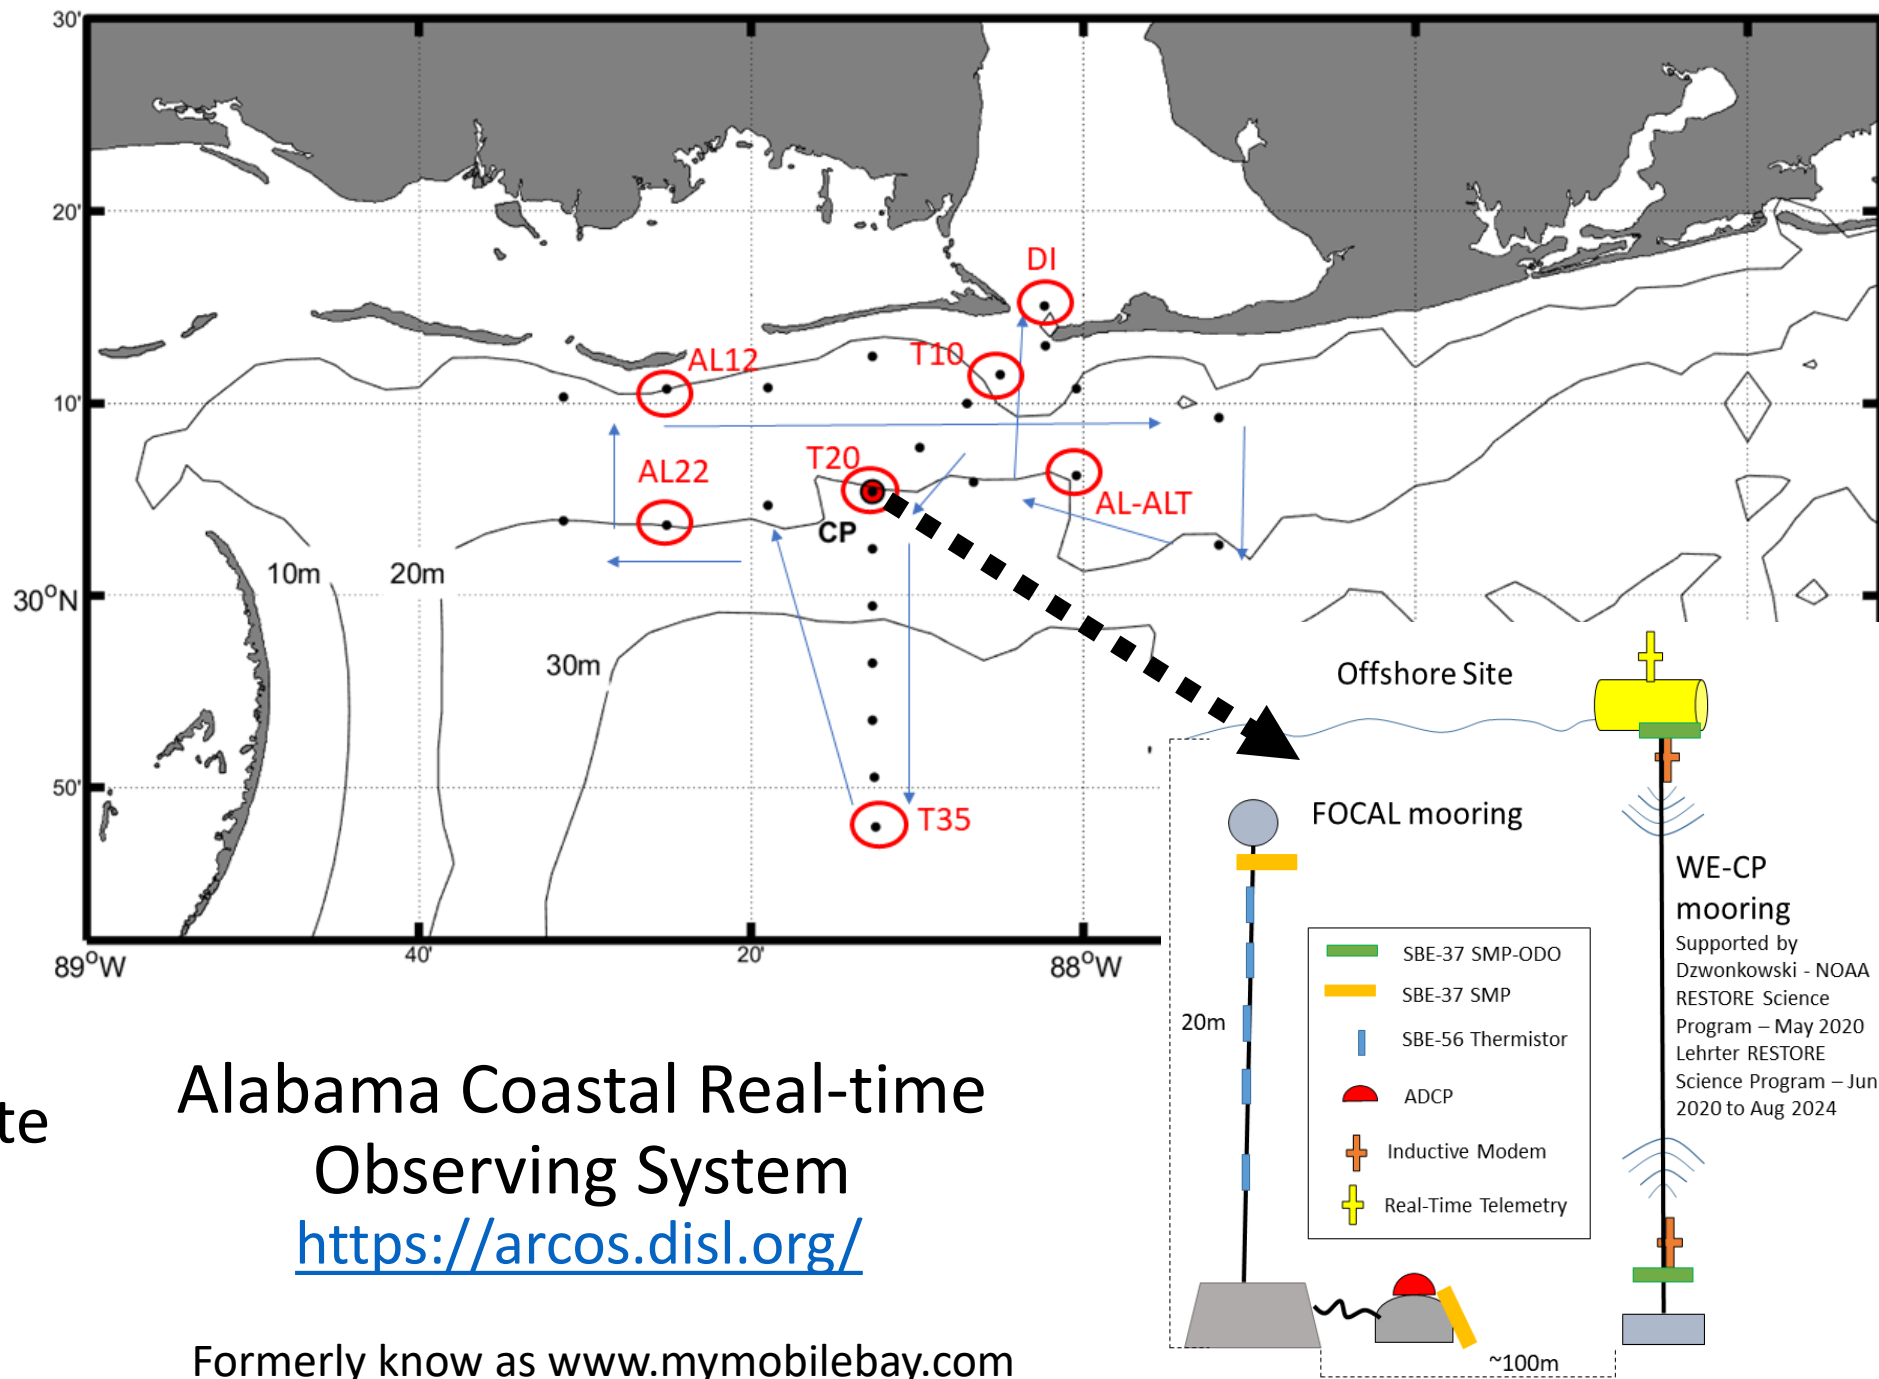 30'
20'
10'
30°N
50'
89°W
40'
20'
88°W
DI
T10
AL12
T20
AL22
AL-ALT
CP
10m
20m
30m
T35
Offshore Site
FOCAL mooring
WE-CP
mooring
Supported by
Dzwonkowski - NOAA
RESTORE Science
Program – May 2020
Lehrter RESTORE
Science Program – Jun
2020 to Aug 2024
20m
SBE-37 SMP-ODO
SBE-37 SMP
SBE-56 Thermistor
ADCP
Inductive Modem
Real-Time Telemetry
~100m
te
Alabama Coastal Real-time
Observing System
https://arcos.disl.org/
Formerly know as www.mymobilebay.com